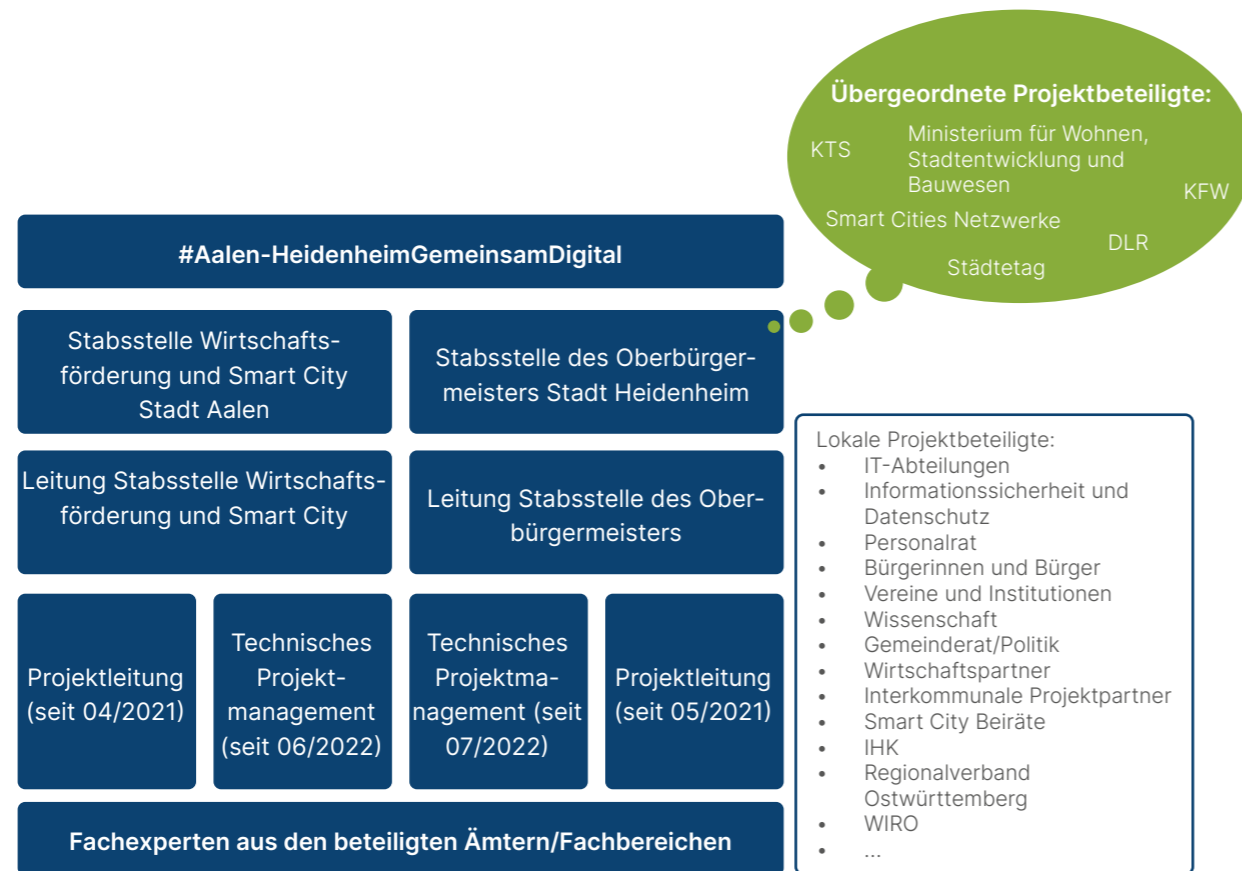 Übergeordnete Projektbeteiligte:
KTS
Ministerium für Wohnen,
Stadtentwicklung und
Bauwesen
KFW
Smart Cities Netzwerke
DLR
Städtetag
#Aalen-HeidenheimGemeinsamDigital
Stabsstelle Wirtschafts-
förderung und Smart City
Stadt Aalen
Stabsstelle des Oberbürger-
meisters Stadt Heidenheim
Leitung Stabsstelle Wirtschafts-
förderung und Smart City
Leitung Stabsstelle des Ober-
bürgermeisters
Projektleitung
(seit 04/2021)
Technisches
Projekt-
management
(seit 06/2022)
Technisches
Projektma-
nagement (seit
07/2022)
Projektleitung
(seit 05/2021)
Fachexperten aus den beteiligten Ämtern/Fachbereichen
Lokale Projektbeteiligte:
• IT-Abteilungen
• Informationssicherheit und
Datenschutz
• Personalrat
• Bürgerinnen und Bürger
• Vereine und Institutionen
• Wissenschaft
• Gemeinderat/Politik
• Wirtschaftspartner
• Interkommunale Projektpartner
• Smart City Beiräte
• IHK
• Regionalverband
Ostwürttemberg
• WIRO
• ...